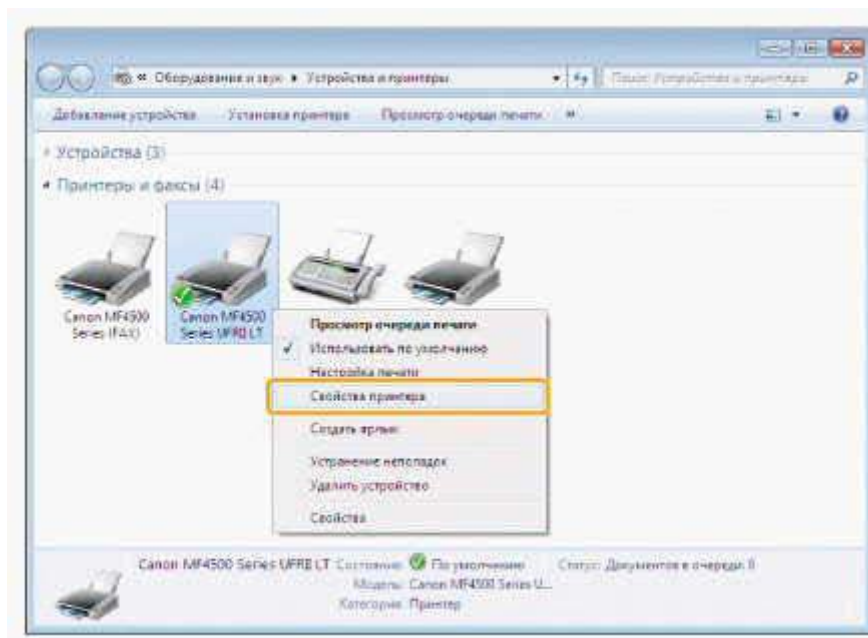 « Оборудование и звук ▸ Устройства и принтеры
Поиск: Устройства и принтеры
Добавление устройства Установка принтера Просмотр очереди печати »
Устройства (3)
Принтеры и факсы (4)
Canon MF4500
Series (FAX)
Canon MF4500
Series UFRII LT
Просмотр очереди печати
Использовать по умолчанию
Настройка печати
Свойства принтера
Создать ярлык
Устранение неполадок
Удалить устройство
Свойства
Canon MF4500 Series UFRII LT Состояние: По умолчанию Статус: Документов в очереди: 0
Модель: Canon MF4500 Series U...
Категория: Принтер